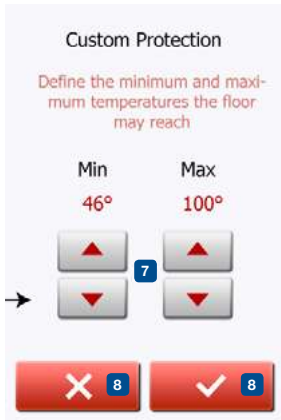 Custom Protection
Define the minimum and maxi-
mum temperatures the floor
may reach
Min Max
46° 100°
7
8 8